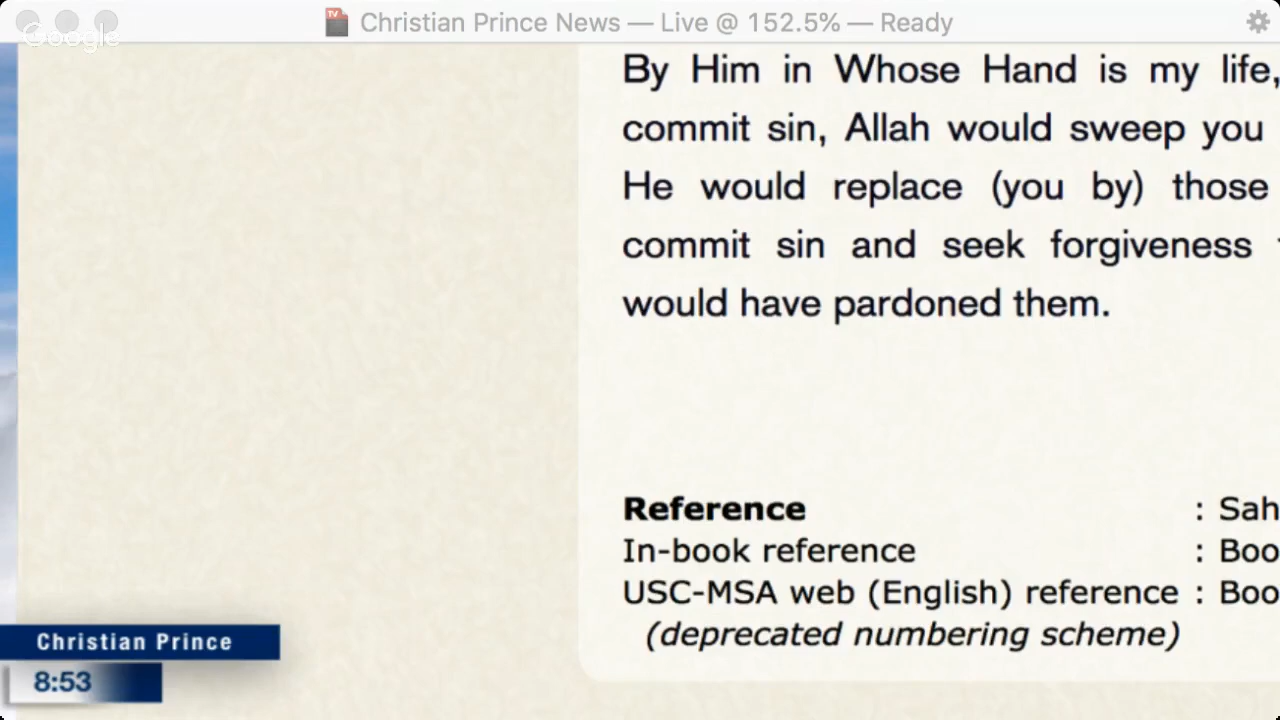 Christian Prince News — Live @ 152.5% — Ready
Google
By Him in Whose Hand is my life,
commit sin, Allah would sweep you
He would replace (you by) those
commit sin and seek forgiveness
would have pardoned them.
Reference : Sah
In-book reference : Boo
USC-MSA web (English) reference : Boo
(deprecated numbering scheme)
Christian Prince
8:53